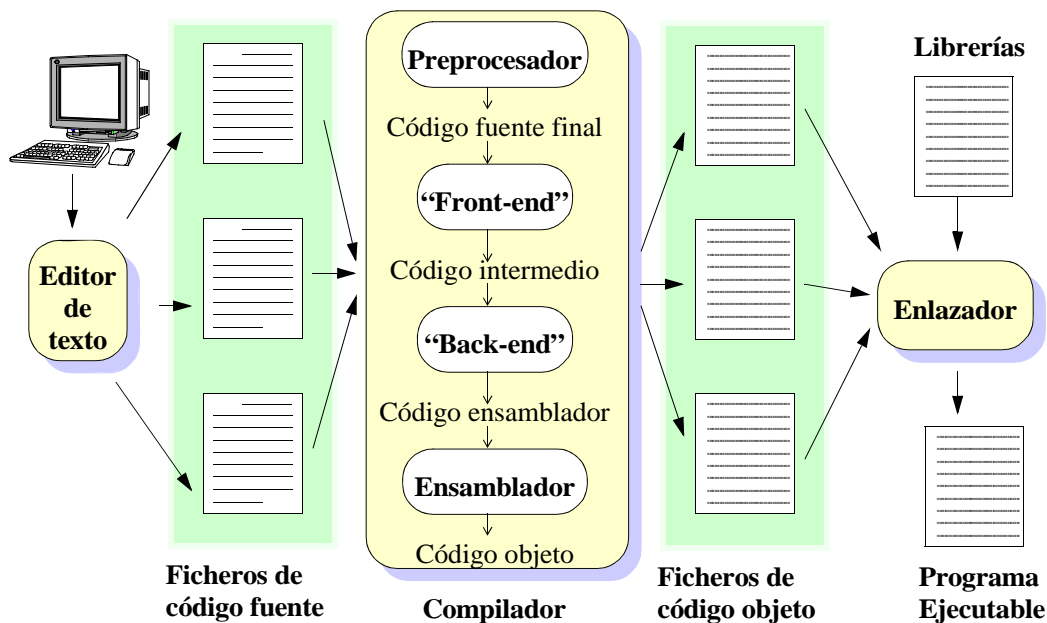 Editor
de
texto
Ficheros de
código fuente
Preprocesador
Código fuente final
“Front-end”
Código intermedio
“Back-end”
Código ensamblador
Ensamblador
Código objeto
Compilador
Ficheros de
código objeto
Librerías
Enlazador
Programa
Ejecutable